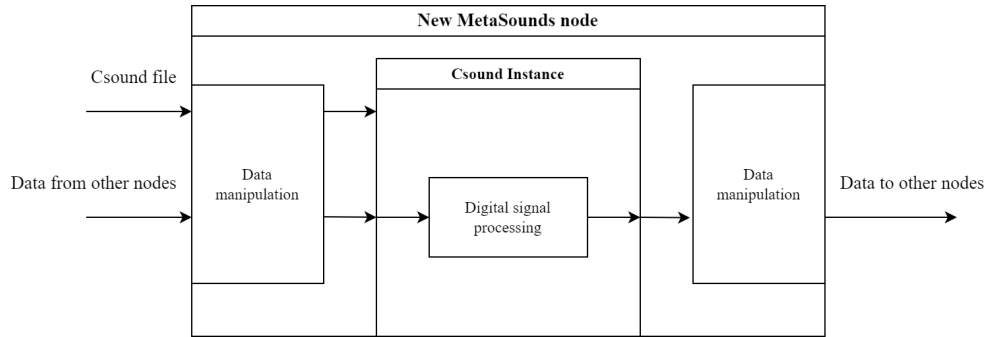 New MetaSounds node
Csound file
Csound Instance
Data from other nodes
Data
manipulation
Digital signal
processing
Data
manipulation
Data to other nodes